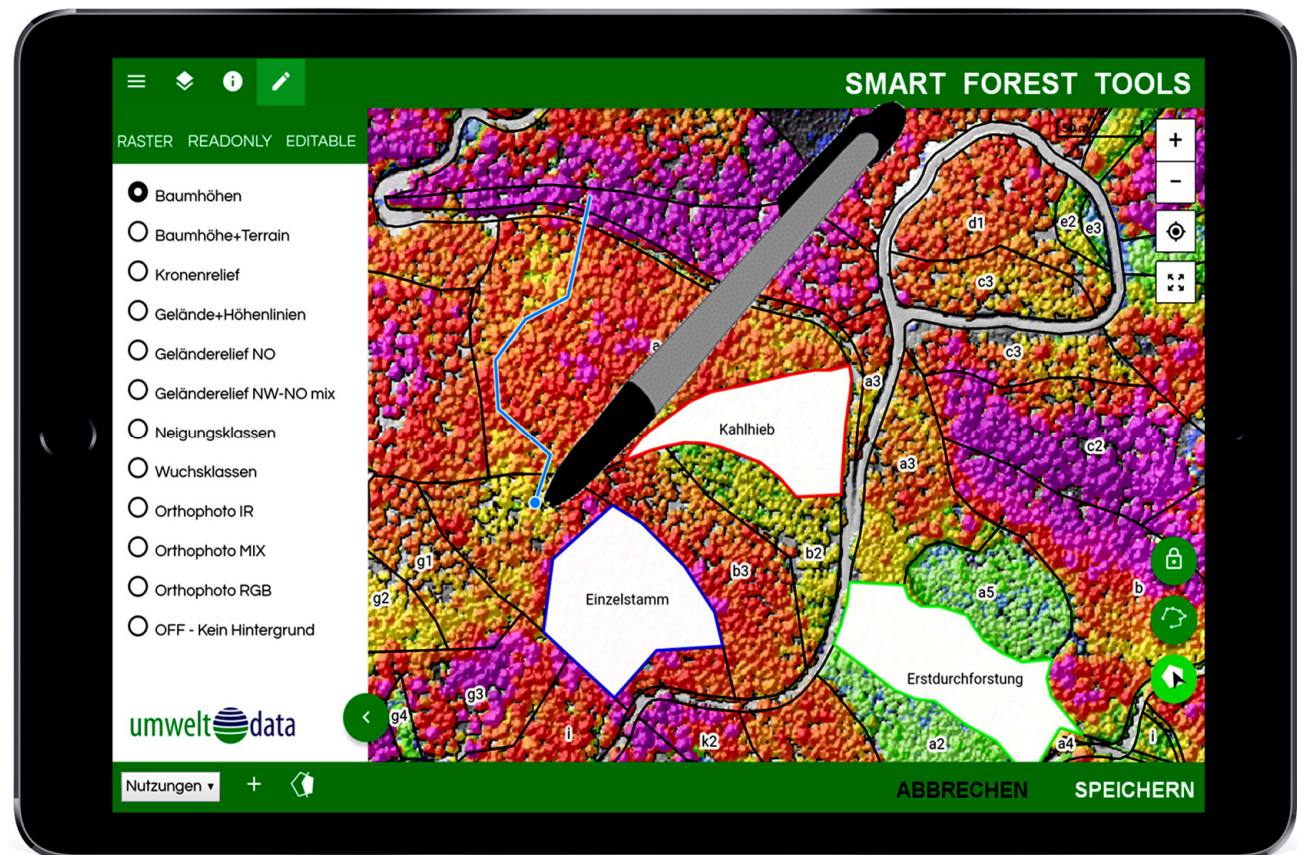 SMART FOREST TOOLS
RASTER READONLY EDITABLE
Baumhöhen
Baumhöhe+Terrain
Kronenrelief
Gelände+Höhenlinien
Geländerelief NO
Geländerelief NW-NO mix
Neigungsklassen
Wuchsklassen
Orthophoto IR
Orthophoto MIX
Orthophoto RGB
OFF - Kein Hintergrund
umwelt data
50 m
+
−
d1
e2
e3
c3
c3
a
a3
Kahlhieb
c2
a3
b2
g1
b3
g2
Einzelstamm
a5
b
Erstdurchforstung
g3
g4
i
k2
a2
a4
i
Nutzungen
ABBRECHEN SPEICHERN